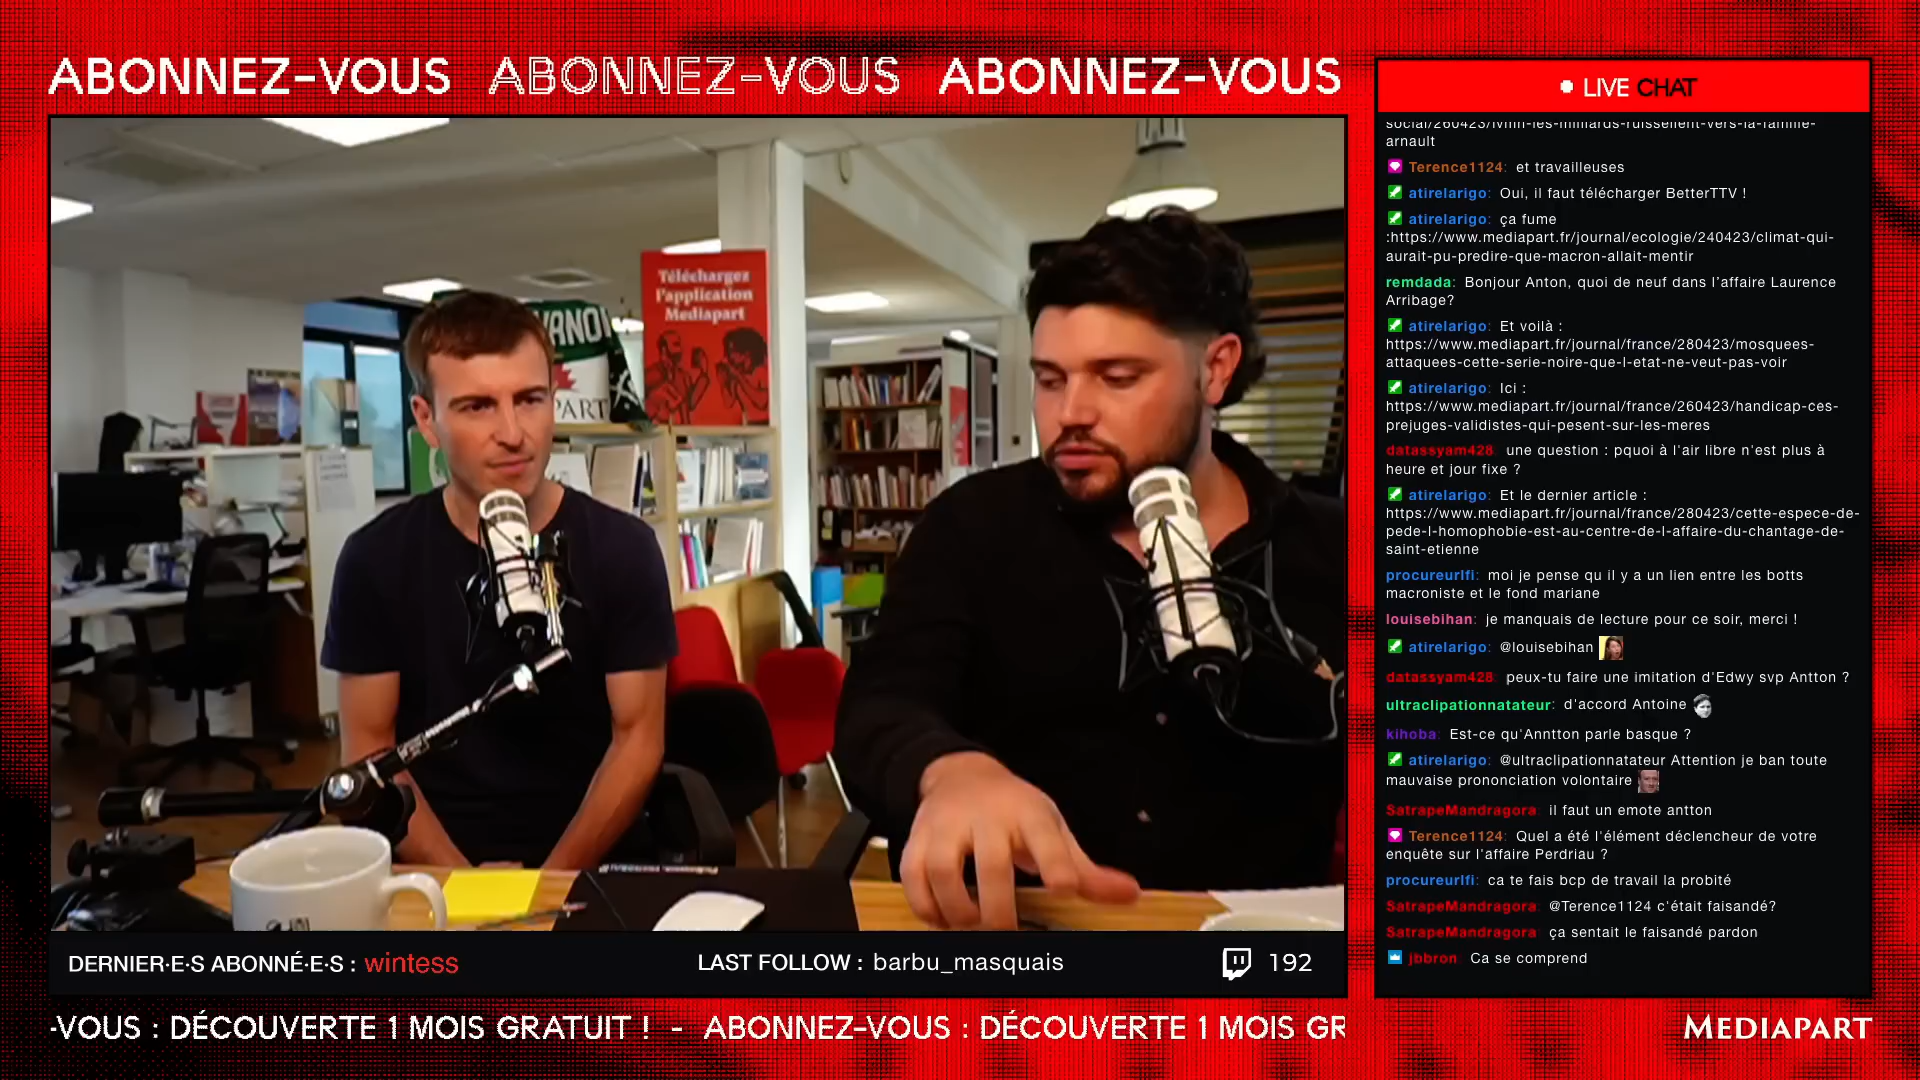 ABONNEZ-VOUS ABONNEZ-VOUS ABONNEZ-VOUS
Téléchargez
l'application
Mediapart
DERNIER·E·S ABONNÉ·E·S : wintess
LAST FOLLOW : barbu_masquais
192
-VOUS : DÉCOUVERTE 1 MOIS GRATUIT ! - ABONNEZ-VOUS : DÉCOUVERTE 1 MOIS GR
LIVE CHAT
social/260423/lvmh-les-milliards-ruissellent-vers-la-famille-
arnault
Terence1124: et travailleuses
atirelarigo: Oui, il faut télécharger BetterTTV !
atirelarigo: ça fume
:https://www.mediapart.fr/journal/ecologie/240423/climat-qui-
aurait-pu-predire-que-macron-allait-mentir
remdada: Bonjour Anton, quoi de neuf dans l'affaire Laurence
Arribage?
atirelarigo: Et voilà :
https://www.mediapart.fr/journal/france/280423/mosquees-
attaquees-cette-serie-noire-que-l-etat-ne-veut-pas-voir
atirelarigo: Ici :
https://www.mediapart.fr/journal/france/260423/handicap-ces-
prejuges-validistes-qui-pesent-sur-les-meres
datassyam428: une question : pquoi à l'air libre n'est plus à
heure et jour fixe ?
atirelarigo: Et le dernier article :
https://www.mediapart.fr/journal/france/280423/cette-espece-de-
pede-l-homophobie-est-au-centre-de-l-affaire-du-chantage-de-
saint-etienne
procureurlfi: moi je pense qu il y a un lien entre les botts
macroniste et le fond mariane
louisebihan: je manquais de lecture pour ce soir, merci !
atirelarigo: @louisebihan
datassyam428: peux-tu faire une imitation d'Edwy svp Antton ?
ultraclipationnatateur: d'accord Antoine
kihoba: Est-ce qu'Anntton parle basque ?
atirelarigo: @ultraclipationnatateur Attention je ban toute
mauvaise prononciation volontaire
SatrapeMandragora: il faut un emote antton
Terence1124: Quel a été l'élément déclencheur de votre
enquête sur l'affaire Perdriau ?
procureurlfi: ca te fais bcp de travail la probité
SatrapeMandragora: @Terence1124 c'était faisandé?
SatrapeMandragora: ça sentait le faisandé pardon
jbbron: Ca se comprend
MEDIAPART